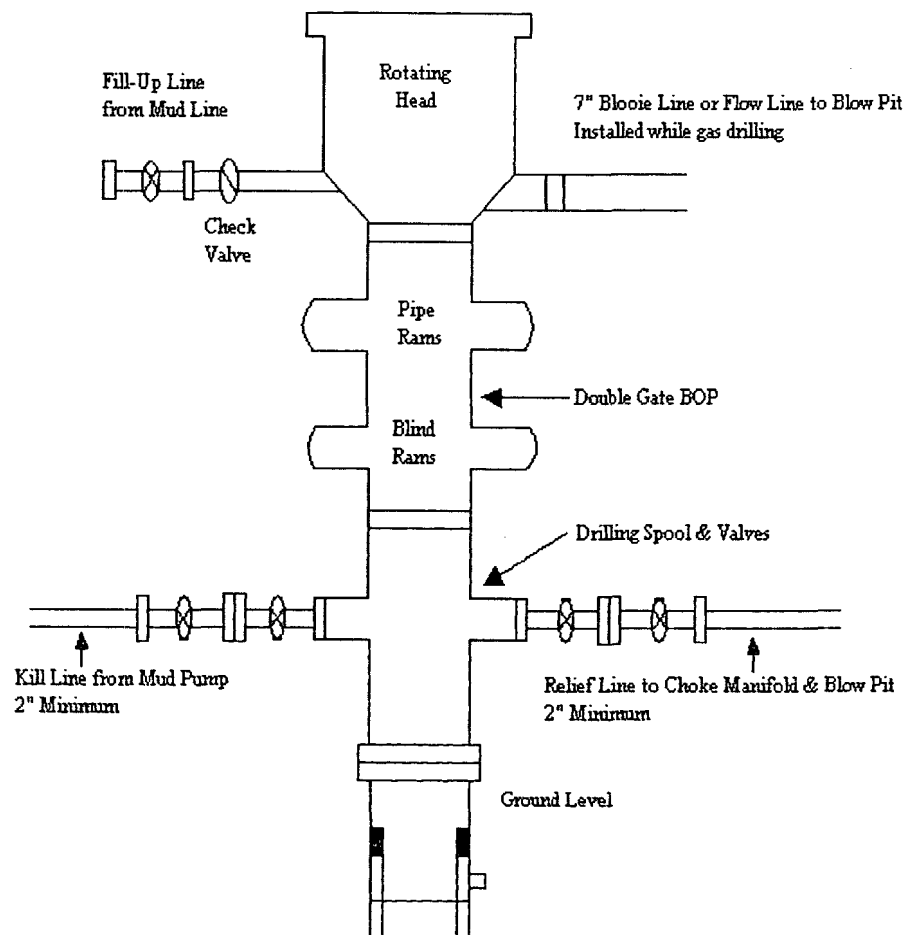 Rotating
Head
Fill-Up Line
from Mud Line
7" Blooie Line or Flow Line to Blow Pit
Installed while gas drilling
Check
Valve
Pipe
Rams
Double Gate BOP
Blind
Rams
Drilling Spool & Valves
Kill Line from Mud Pump
2" Minimum
Relief Line to Choke Manifold & Blow Pit
2" Minimum
Ground Level